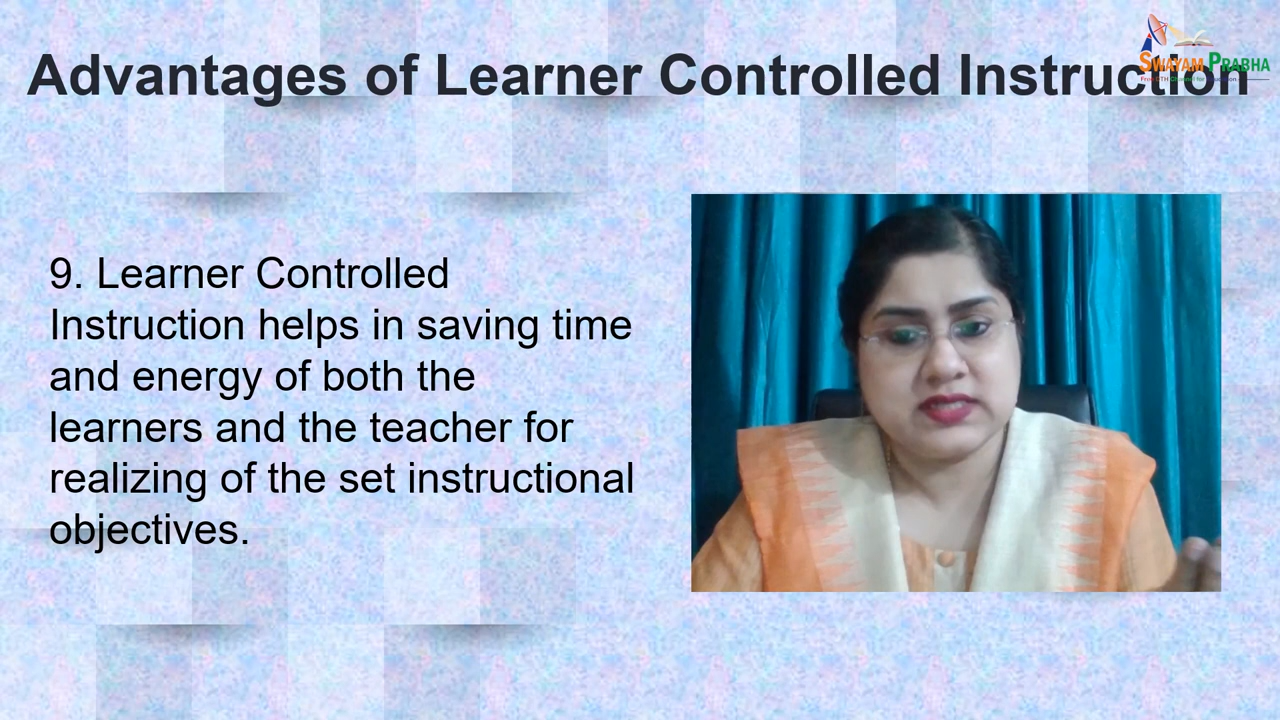 Advantages of Learner Controlled Instruction
SWAYAM PRABHA
9. Learner Controlled
Instruction helps in saving time
and energy of both the
learners and the teacher for
realizing of the set instructional
objectives.